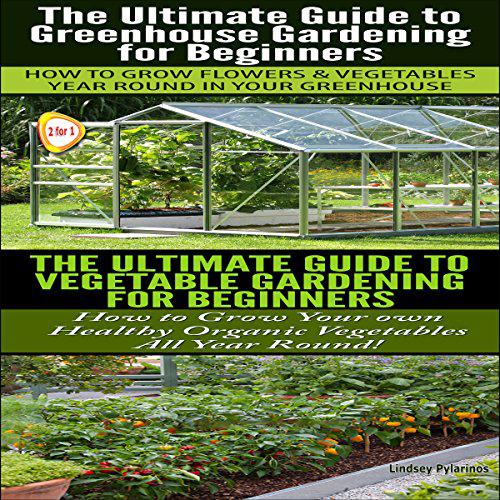 The Ultimate Guide to
Greenhouse Gardening
for Beginners
HOW TO GROW FLOWERS & VEGETABLES
YEAR ROUND IN YOUR GREENHOUSE
2 for 1
THE ULTIMATE GUIDE TO
VEGETABLE GARDENING
FOR BEGINNERS
How to Grow Your own
Healthy Organic Vegetables
All Year Round!
Lindsey Pylarinos